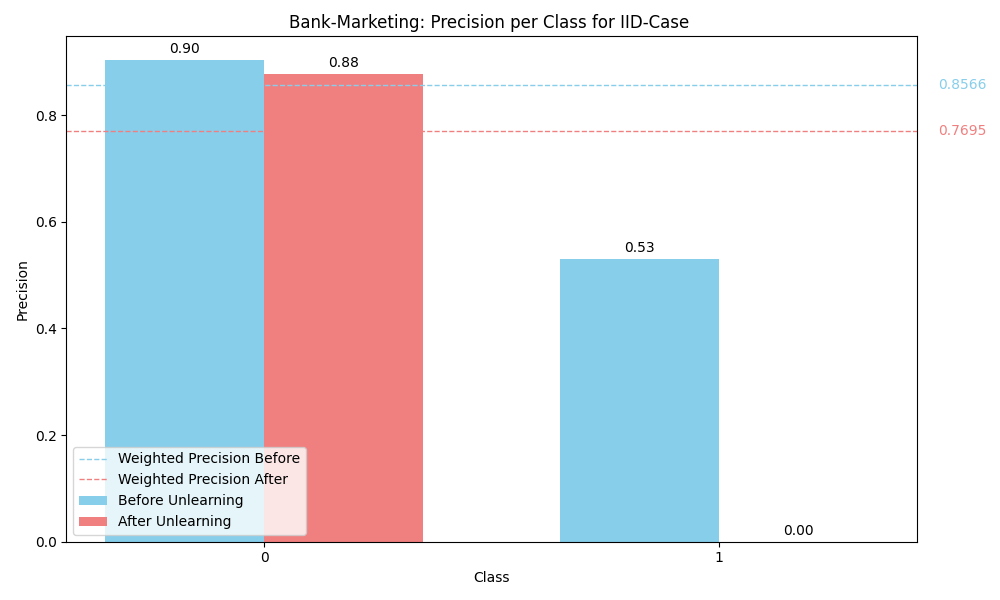 Bank-Marketing: Precision per Class for IID-Case
0.90
0.88
0.53
0.00
0.8566
0.7695
0.8
0.6
0.4
0.2
0.0
Precision
Weighted Precision Before
Weighted Precision After
Before Unlearning
After Unlearning
0
1
Class